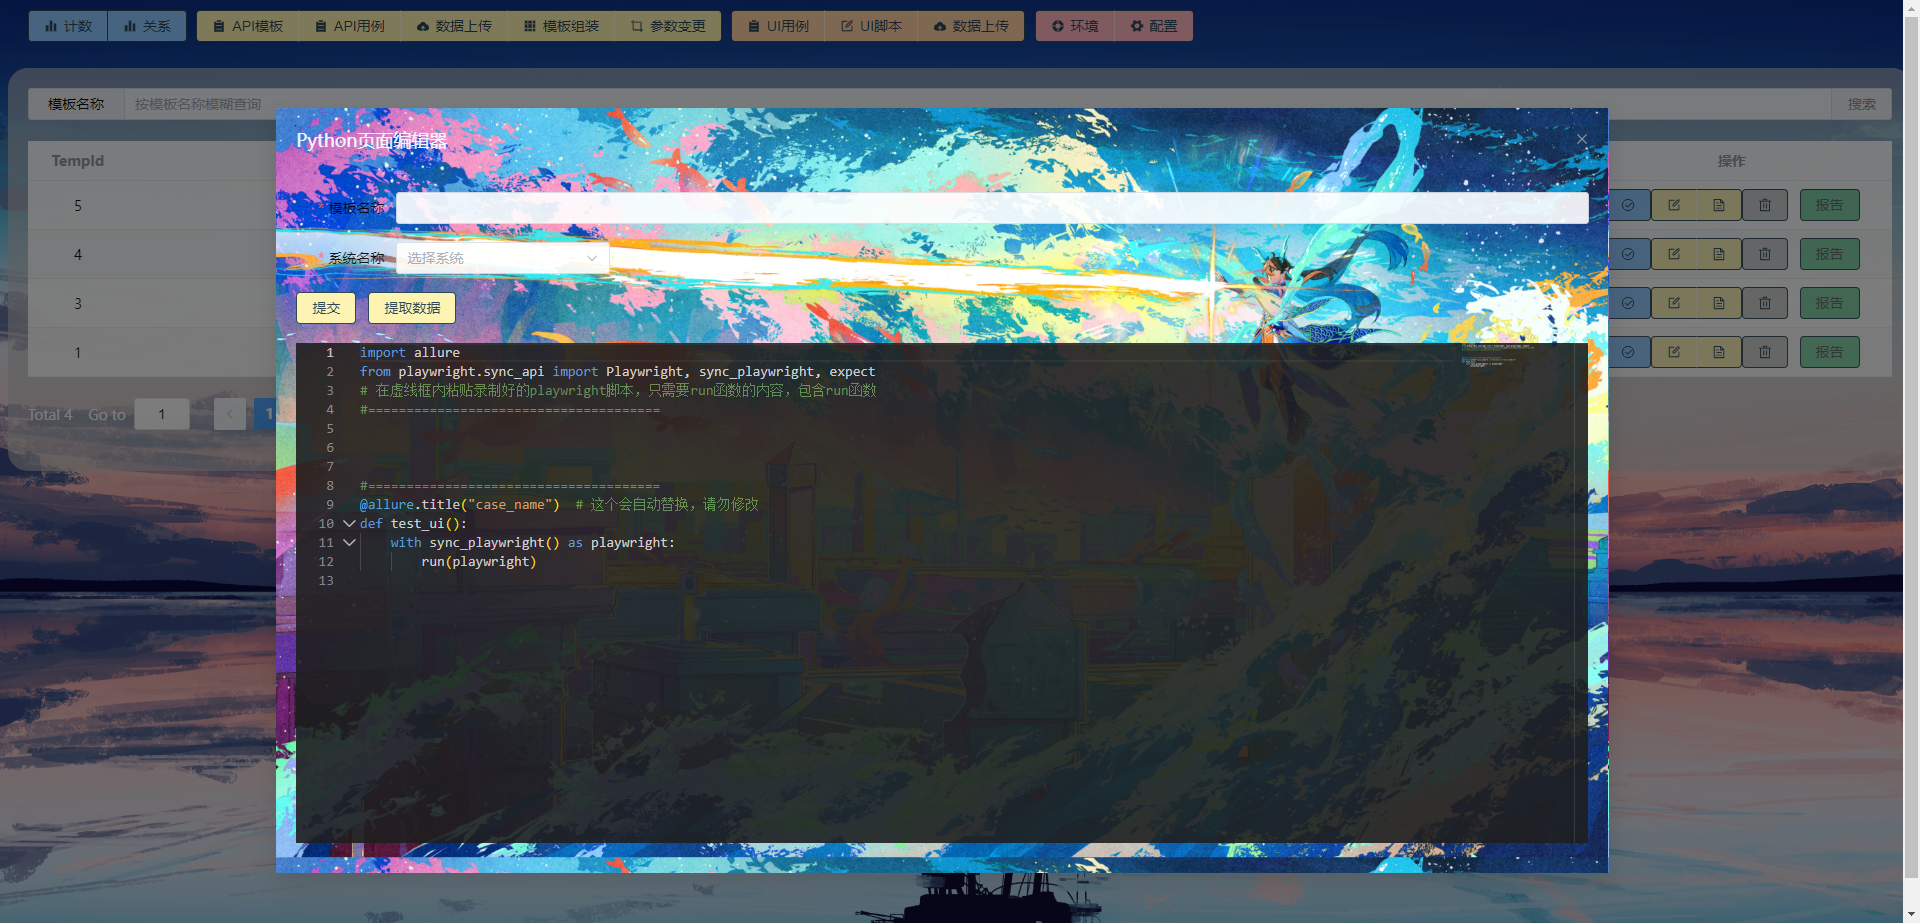 计数 关系 API模板 API用例 数据上传 模板组装 参数变更 UI用例 UI脚本 数据上传 环境 配置
模板名称 按模板名称模糊查询 搜索
Python页面编辑器
TempId 操作
5 报告
* 模板名称
4 报告
* 系统名称 选择系统
3 报告
提交 提取数据
1 报告
Total 4 Go to 1 1
1 import allure
2 from playwright.sync_api import Playwright, sync_playwright, expect
3 # 在虚线框内粘贴录制好的playwright脚本，只需要run函数的内容，包含run函数
4 #======================================
5
6
7
8 #======================================
9 @allure.title("case_name")  # 这个会自动替换，请勿修改
10 def test_ui():
11     with sync_playwright() as playwright:
12         run(playwright)
13